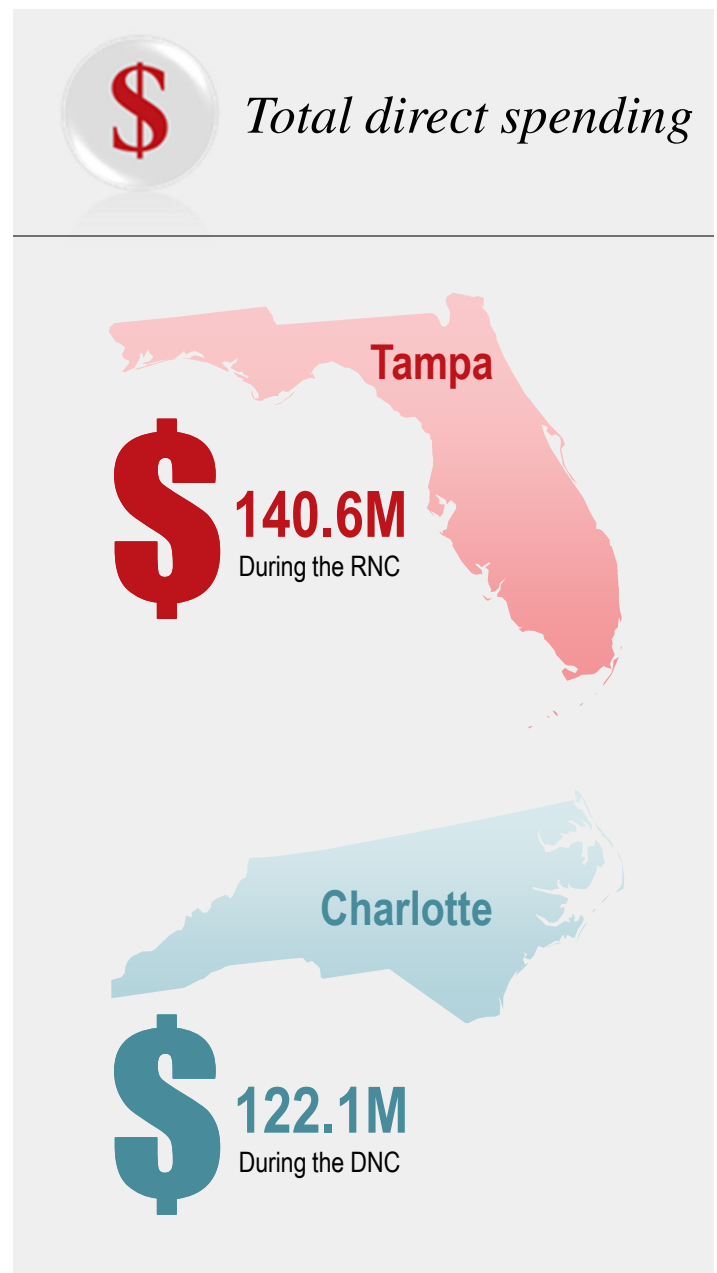 $
Total direct spending
Tampa
$ 140.6M
During the RNC
Charlotte
$ 122.1M
During the DNC